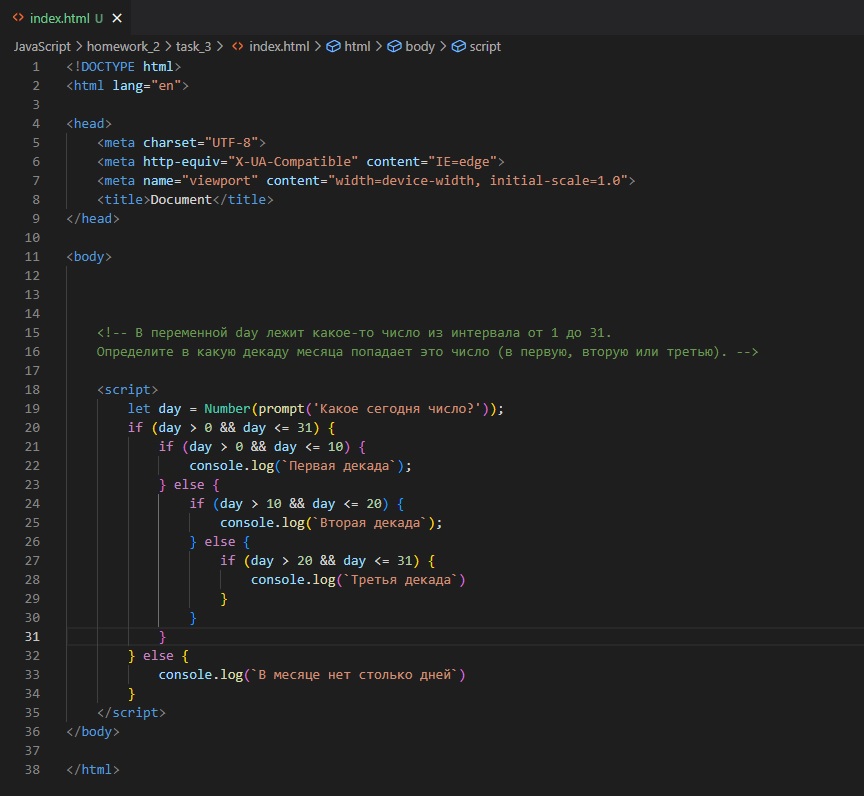 index.html U ×
JavaScript > homework_2 > task_3 > index.html > html > body > script
1 <!DOCTYPE html>
2 <html lang="en">
3
4 <head>
5     <meta charset="UTF-8">
6     <meta http-equiv="X-UA-Compatible" content="IE=edge">
7     <meta name="viewport" content="width=device-width, initial-scale=1.0">
8     <title>Document</title>
9 </head>
10
11 <body>
12
13
14
15     <!-- В переменной day лежит какое-то число из интервала от 1 до 31.
16     Определите в какую декаду месяца попадает это число (в первую, вторую или третью). -->
17
18     <script>
19         let day = Number(prompt('Какое сегодня число?'));
20         if (day > 0 && day <= 31) {
21             if (day > 0 && day <= 10) {
22                 console.log(`Первая декада`);
23             } else {
24                 if (day > 10 && day <= 20) {
25                     console.log(`Вторая декада`);
26                 } else {
27                     if (day > 20 && day <= 31) {
28                         console.log(`Третья декада`)
29                     }
30                 }
31             }
32         } else {
33             console.log(`В месяце нет столько дней`)
34         }
35     </script>
36 </body>
37
38 </html>